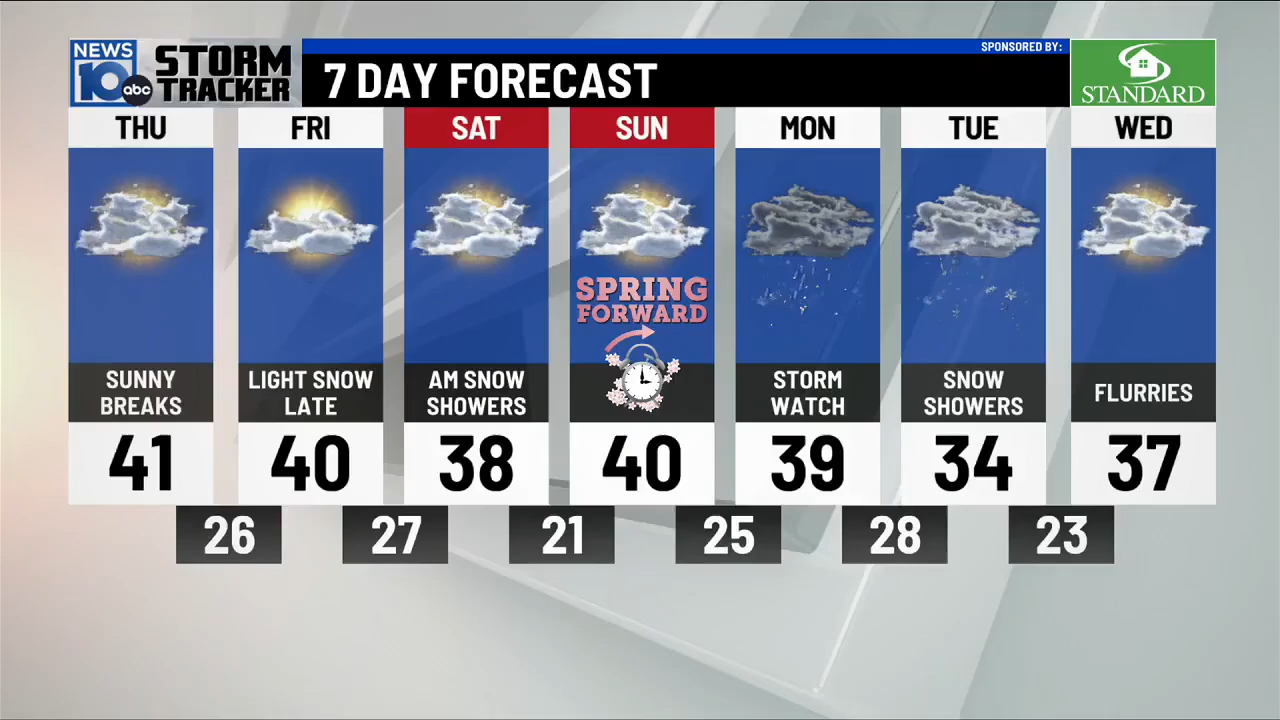 NEWS
10
abc
STORM
TRACKER
7 DAY FORECAST
SPONSORED BY:
STANDARD
THU
FRI
SAT
SUN
MON
TUE
WED
SPRING
FORWARD
SUNNY
BREAKS
LIGHT SNOW
LATE
AM SNOW
SHOWERS
STORM
WATCH
SNOW
SHOWERS
FLURRIES
41
40
38
40
39
34
37
26
27
21
25
28
23